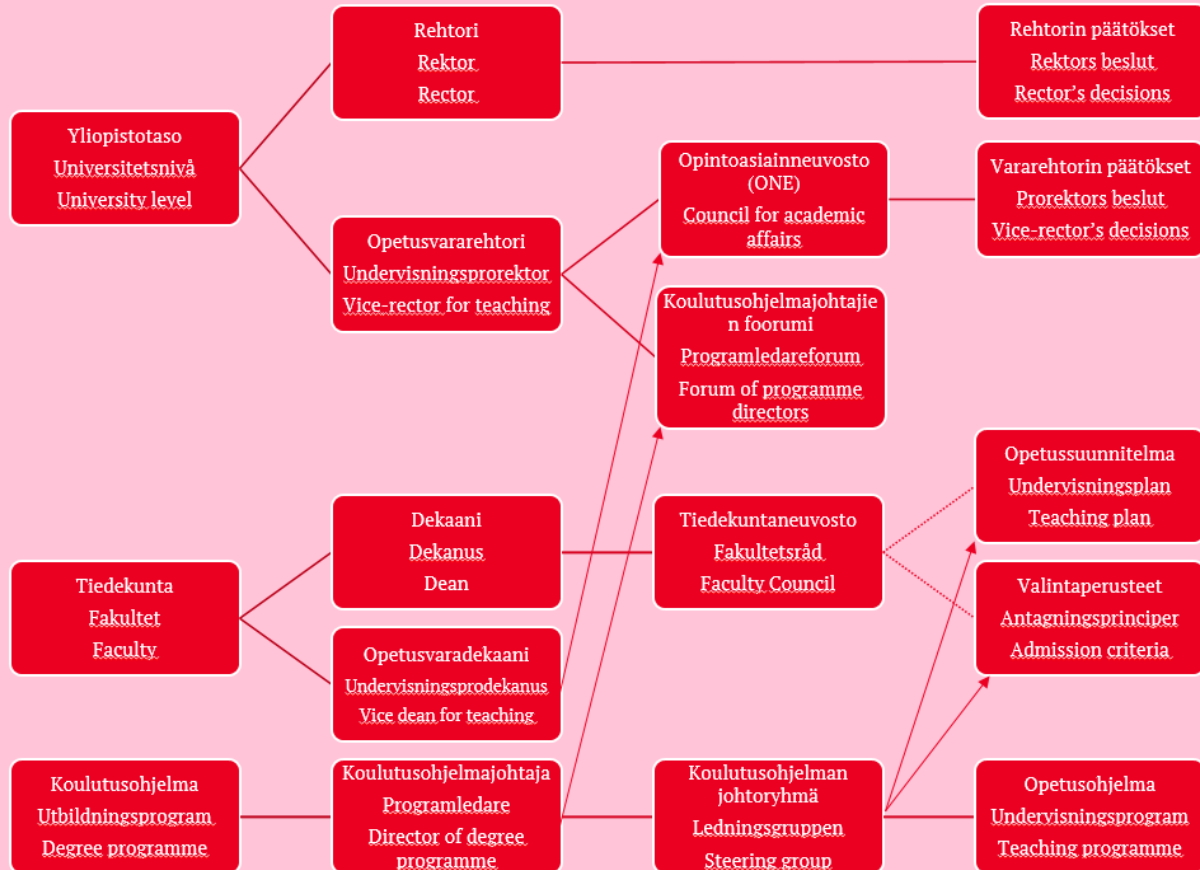 Rehtori
Rektor
Rector
Rehtorin päätökset
Rektors beslut
Rector's decisions
Yliopistotaso
Universitetsnivå
University level
Opintoasiainneuvosto
(ONE)
Council for academic
affairs
Vararehtorin päätökset
Prorektors beslut
Vice-rector's decisions
Opetusvararehtori
Undervisningsprorektor
Vice-rector for teaching
Koulutusohjelmajohtajie
n foorumi
Programledareforum
Forum of programme
directors
Opetussuunnitelma
Undervisningsplan
Teaching plan
Dekaani
Dekanus
Dean
Tiedekuntaneuvosto
Fakultetsråd
Faculty Council
Tiedekunta
Fakultet
Faculty
Valintaperusteet
Antagningsprinciper
Admission criteria
Opetusvaradekaani
Undervisningsprodekanus
Vice dean for teaching
Koulutusohjelma
Utbildningsprogram
Degree programme
Koulutusohjelmajohtaja
Programledare
Director of degree
programme
Koulutusohjelman
johtoryhmä
Ledningsgruppen
Steering group
Opetusohjelma
Undervisningsprogram
Teaching programme